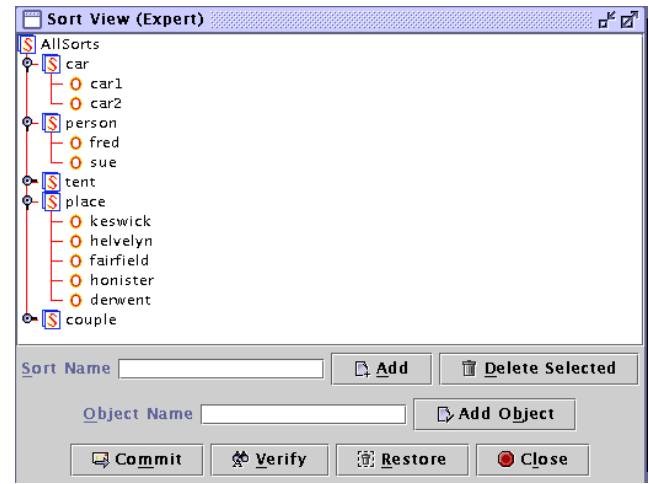 Sort View (Expert)
S AllSorts
S car
O car1
O car2
S person
O fred
O sue
S tent
S place
O keswick
O helvelyn
O fairfield
O honister
O derwent
S couple
Sort Name Add Delete Selected
Object Name Add Object
Commit Verify Restore Close